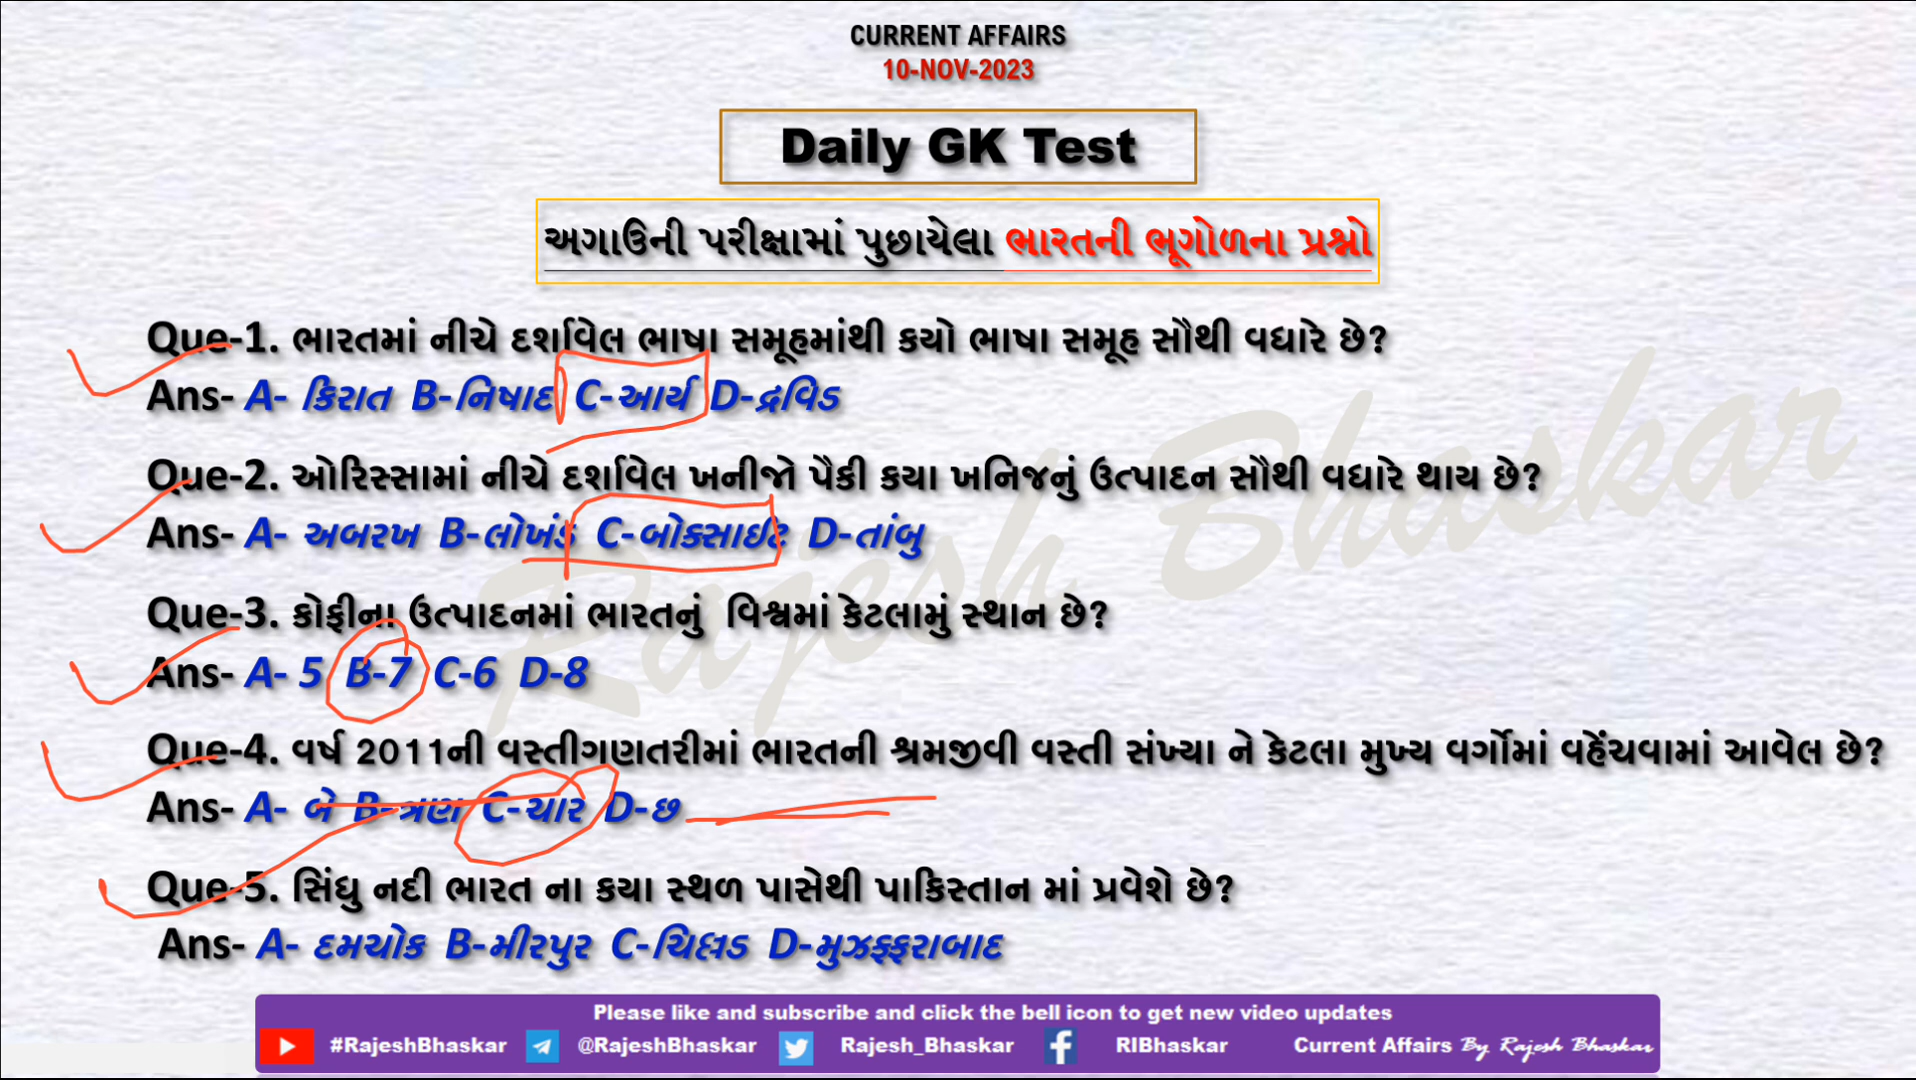 CURRENT AFFAIRS
10-NOV-2023
Daily GK Test
અગાઉની પરીક્ષામાં પુછાયેલા ભારતની ભૂગોળના પ્રશ્નો
Que-1. ભારતમાં નીચે દર્શાવેલ ભાષા સમૂહમાંથી કયો ભાષા સમૂહ સૌથી વધારે છે?
Ans- A- કિરાત B-નિષાદ C-આર્ય D-દ્રવિડ
Que-2. ઓરિસ્સામાં નીચે દર્શાવેલ ખનીજો પૈકી કયા ખનિજનું ઉત્પાદન સૌથી વધારે થાય છે?
Ans- A- અબરખ B-લોખંડ C-બોક્સાઈટ D-તાંબુ
Que-3. કોફીના ઉત્પાદનમાં ભારતનું વિશ્વમાં કેટલામું સ્થાન છે?
Ans- A- 5 B-7 C-6 D-8
Que-4. વર્ષ 2011ની વસ્તીગણતરીમાં ભારતની શ્રમજીવી વસ્તી સંખ્યા ને કેટલા મુખ્ય વર્ગોમાં વહેંચવામાં આવેલ છે?
Ans- A- બે B-ત્રણ C-ચાર D-છ
Que-5. સિંધુ નદી ભારત ના કયા સ્થળ પાસેથી પાકિસ્તાન માં પ્રવેશે છે?
Ans- A- દમચોક B-મીરપુર C-ચિલ્લડ D-મુઝફ્ફરાબાદ
Rajesh Bhaskar
Please like and subscribe and click the bell icon to get new video updates
#RajeshBhaskar @RajeshBhaskar Rajesh_Bhaskar RIBhaskar Current Affairs By Rajesh Bhaskar